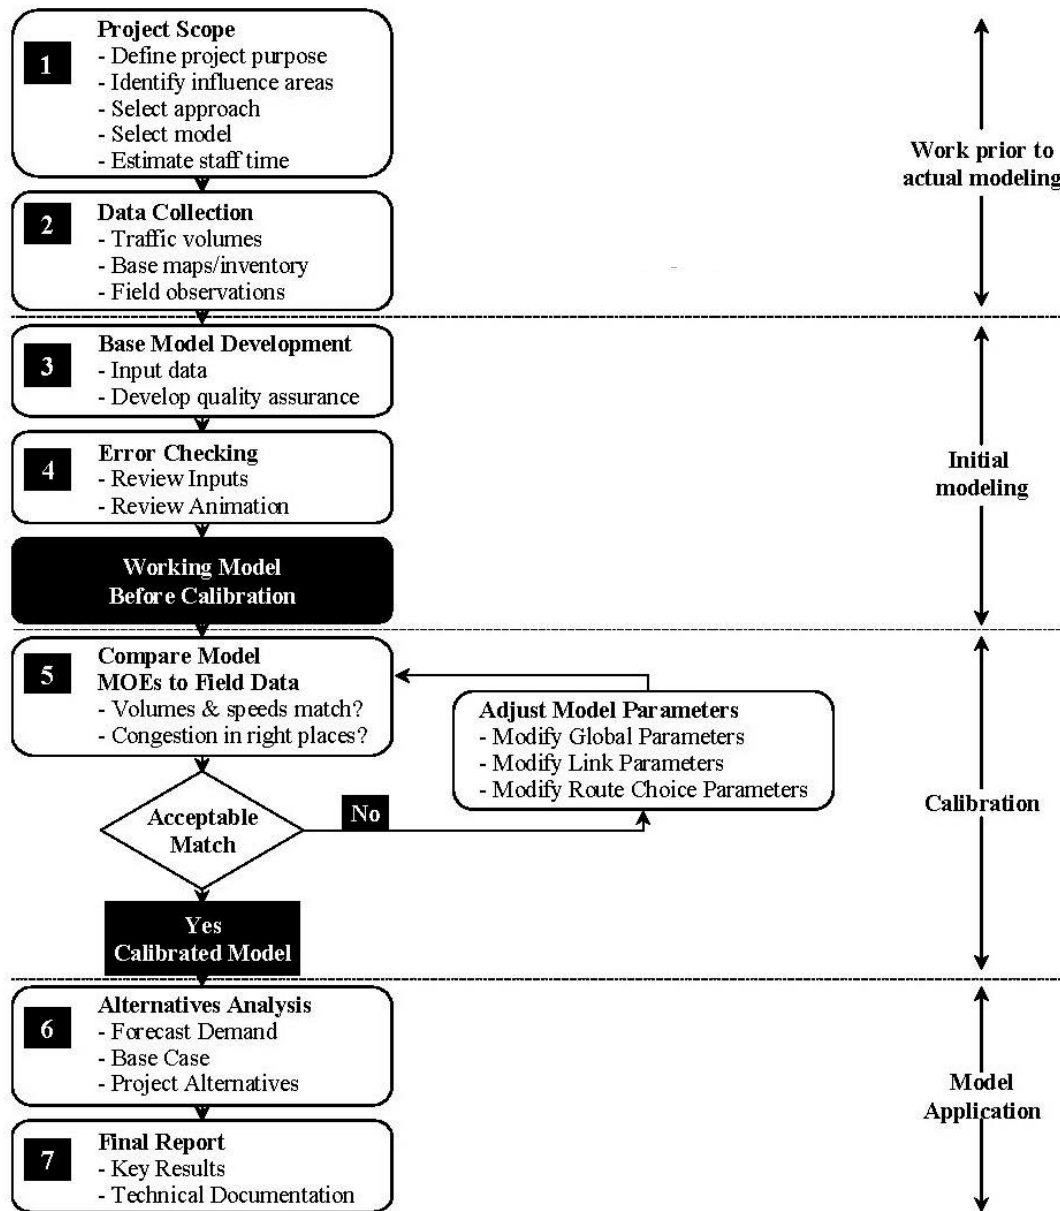 1
Project Scope
- Define project purpose
- Identify influence areas
- Select approach
- Select model
- Estimate staff time
Work prior to
actual modeling
2
Data Collection
- Traffic volumes
- Base maps/inventory
- Field observations
3
Base Model Development
- Input data
- Develop quality assurance
4
Error Checking
- Review Inputs
- Review Animation
Initial
modeling
Working Model
Before Calibration
5
Compare Model
MOEs to Field Data
- Volumes & speeds match?
- Congestion in right places?
Adjust Model Parameters
- Modify Global Parameters
- Modify Link Parameters
- Modify Route Choice Parameters
Calibration
Acceptable
Match
No
Yes
Calibrated Model
6
Alternatives Analysis
- Forecast Demand
- Base Case
- Project Alternatives
Model
Application
7
Final Report
- Key Results
- Technical Documentation